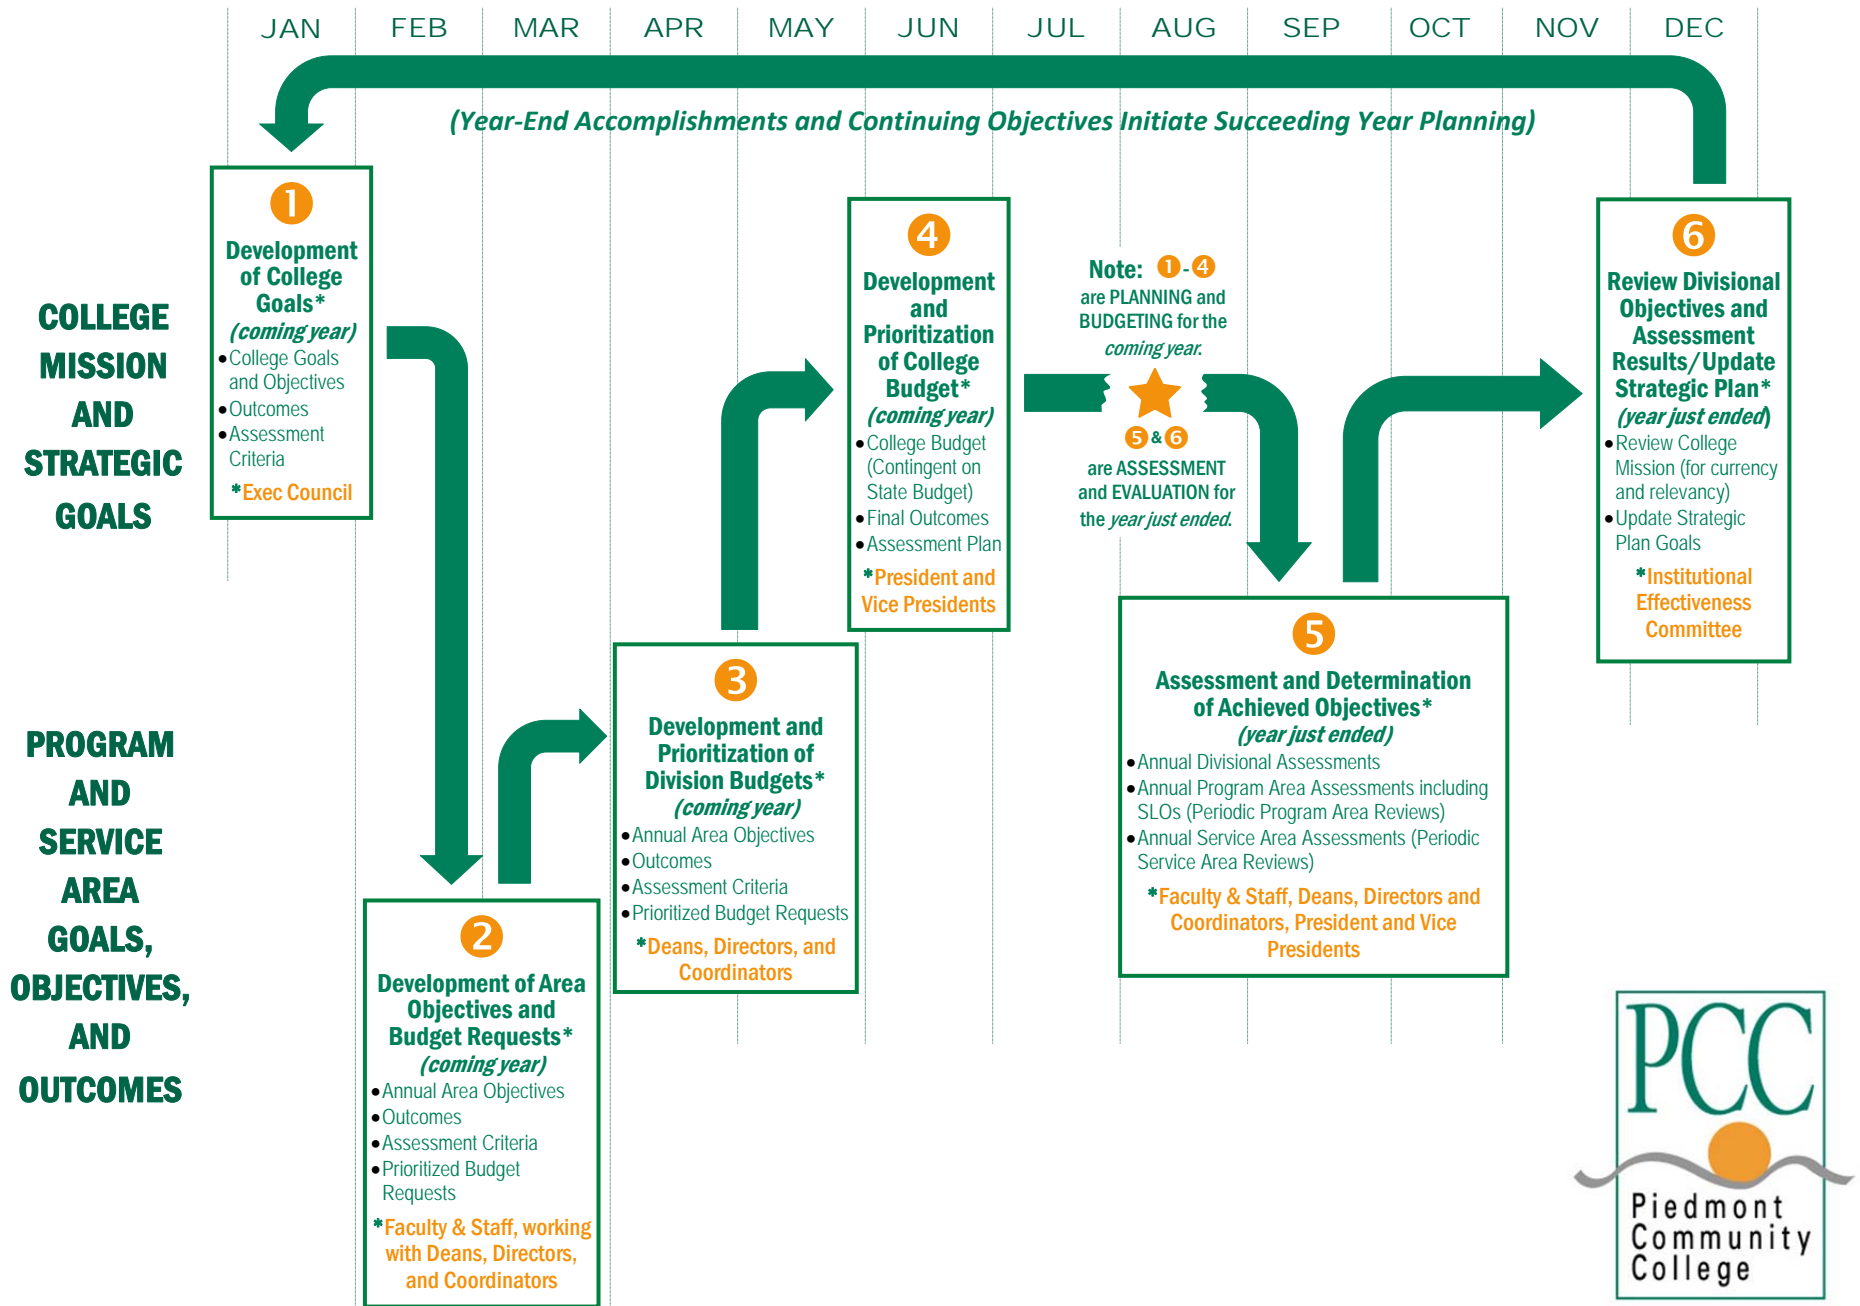 JAN FEB MAR APR MAY JUN JUL AUG SEP OCT NOV DEC
(Year-End Accomplishments and Continuing Objectives Initiate Succeeding Year Planning)
COLLEGE
MISSION
AND
STRATEGIC
GOALS
PROGRAM
AND
SERVICE
AREA
GOALS,
OBJECTIVES,
AND
OUTCOMES
1
Development
of College
Goals*
(coming year)
•College Goals
and Objectives
•Outcomes
•Assessment
Criteria
*Exec Council
2
Development of Area
Objectives and
Budget Requests*
(coming year)
•Annual Area Objectives
•Outcomes
•Assessment Criteria
•Prioritized Budget
Requests
*Faculty & Staff, working
with Deans, Directors,
and Coordinators
3
Development and
Prioritization of
Division Budgets*
(coming year)
•Annual Area Objectives
•Outcomes
•Assessment Criteria
•Prioritized Budget Requests
*Deans, Directors, and
Coordinators
4
Development
and
Prioritization
of College
Budget*
(coming year)
•College Budget
(Contingent on
State Budget)
•Final Outcomes
•Assessment Plan
*President and
Vice Presidents
Note: 1-4
are PLANNING and
BUDGETING for the
coming year.
5 & 6
are ASSESSMENT
and EVALUATION for
the year just ended.
5
Assessment and Determination
of Achieved Objectives*
(year just ended)
•Annual Divisional Assessments
•Annual Program Area Assessments including
SLOs (Periodic Program Area Reviews)
•Annual Service Area Assessments (Periodic
Service Area Reviews)
*Faculty & Staff, Deans, Directors and
Coordinators, President and Vice
Presidents
6
Review Divisional
Objectives and
Assessment
Results/Update
Strategic Plan*
(year just ended)
•Review College
Mission (for currency
and relevancy)
•Update Strategic
Plan Goals
*Institutional
Effectiveness
Committee
PCC
Piedmont
Community
College